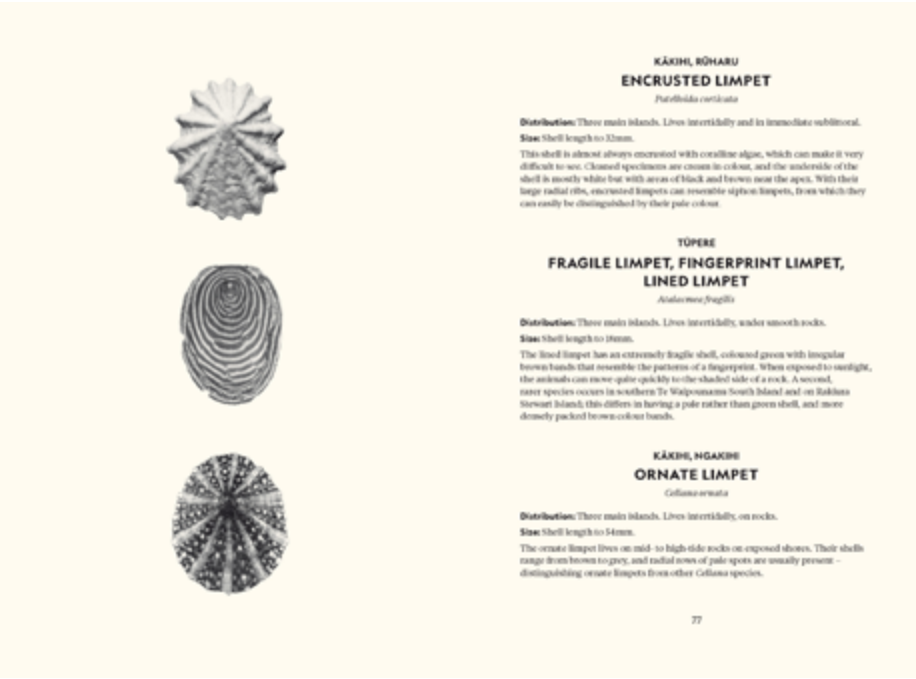 KĀKIHI, RŪHARU
ENCRUSTED LIMPET
Patelloida corticata
Distribution: Three main islands. Lives intertidally and in immediate sublittoral.
Size: Shell length to 32mm.
This shell is almost always encrusted with coralline algae, which can make it very
difficult to see. Cleaned specimens are cream in colour, and the underside of the
shell is mostly white but with areas of black and brown near the apex. With their
large radial ribs, encrusted limpets can resemble siphon limpets, from which they
can easily be distinguished by their pale colour.
TŪPERE
FRAGILE LIMPET, FINGERPRINT LIMPET,
LINED LIMPET
Atalacmea fragilis
Distribution: Three main islands. Lives intertidally, under smooth rocks.
Size: Shell length to 18mm.
The lined limpet has an extremely fragile shell, coloured green with irregular
brown bands that resemble the patterns of a fingerprint. When exposed to sunlight,
the animals can move quite quickly to the shaded side of a rock. A second,
rarer species occurs in southern Te Waipounamu South Island and on Rakiura
Stewart Island; this differs in having a pale rather than green shell, and more
densely packed brown colour bands.
KĀKIHI, NGAKIHI
ORNATE LIMPET
Cellana ornata
Distribution: Three main islands. Lives intertidally, on rocks.
Size: Shell length to 54mm.
The ornate limpet lives on mid- to high-tide rocks on exposed shores. Their shells
range from brown to grey, and radial rows of pale spots are usually present –
distinguishing ornate limpets from other Cellana species.
77